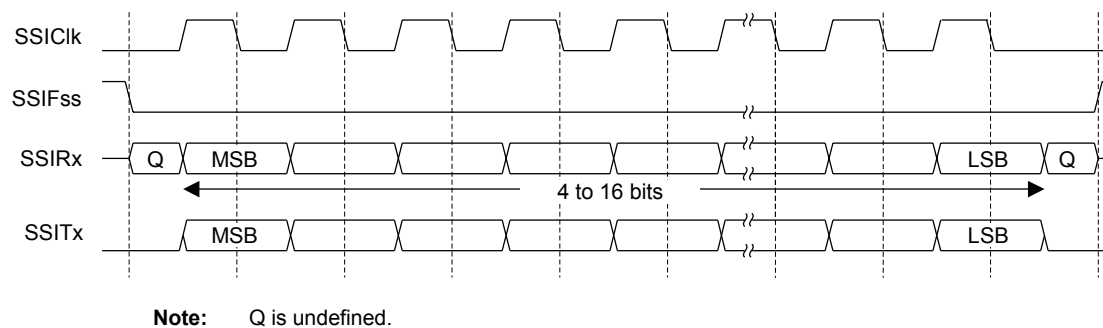 SSIClk
SSIFss
SSIRx Q MSB LSB Q
4 to 16 bits
SSITx MSB LSB
Note: Q is undefined.